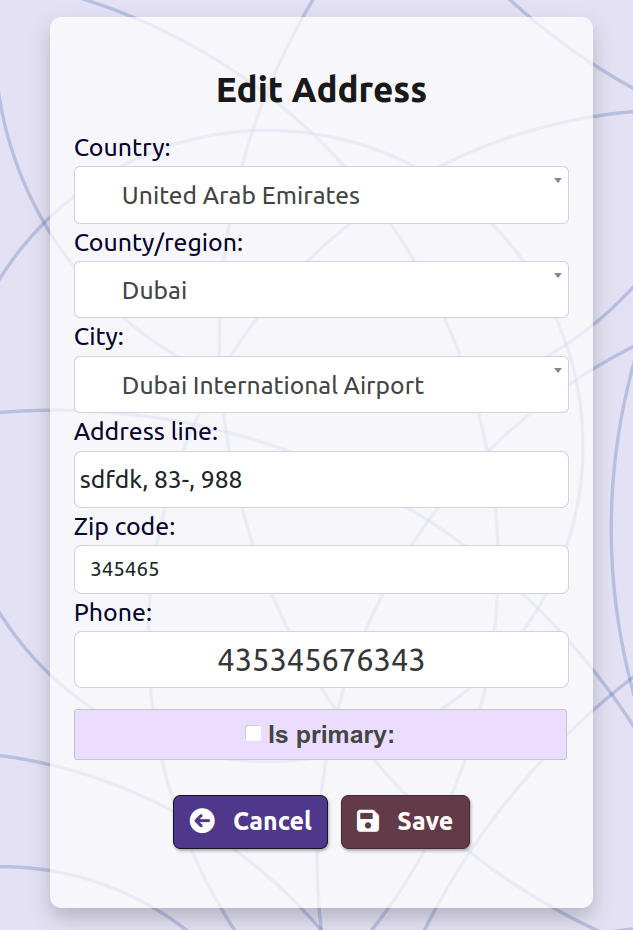 Edit Address
Country:
United Arab Emirates
County/region:
Dubai
City:
Dubai International Airport
Address line:
sdfdk, 83-, 988
Zip code:
345465
Phone:
435345676343
Is primary:
Cancel Save